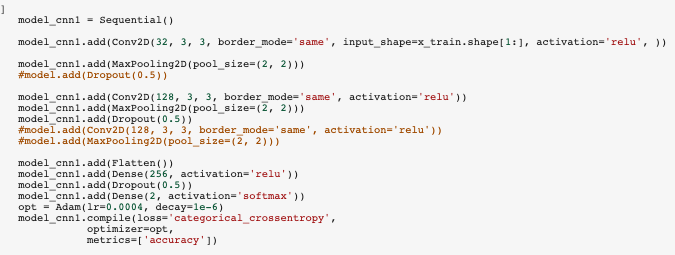 ]
model_cnn1 = Sequential()
model_cnn1.add(Conv2D(32, 3, 3, border_mode='same', input_shape=x_train.shape[1:], activation='relu', ))
model_cnn1.add(MaxPooling2D(pool_size=(2, 2)))
#model.add(Dropout(0.5))
model_cnn1.add(Conv2D(128, 3, 3, border_mode='same', activation='relu'))
model_cnn1.add(MaxPooling2D(pool_size=(2, 2)))
model_cnn1.add(Dropout(0.5))
#model.add(Conv2D(128, 3, 3, border_mode='same', activation='relu'))
#model.add(MaxPooling2D(pool_size=(2, 2)))
model_cnn1.add(Flatten())
model_cnn1.add(Dense(256, activation='relu'))
model_cnn1.add(Dropout(0.5))
model_cnn1.add(Dense(2, activation='softmax'))
opt = Adam(lr=0.0004, decay=1e-6)
model_cnn1.compile(loss='categorical_crossentropy',
optimizer=opt,
metrics=['accuracy'])